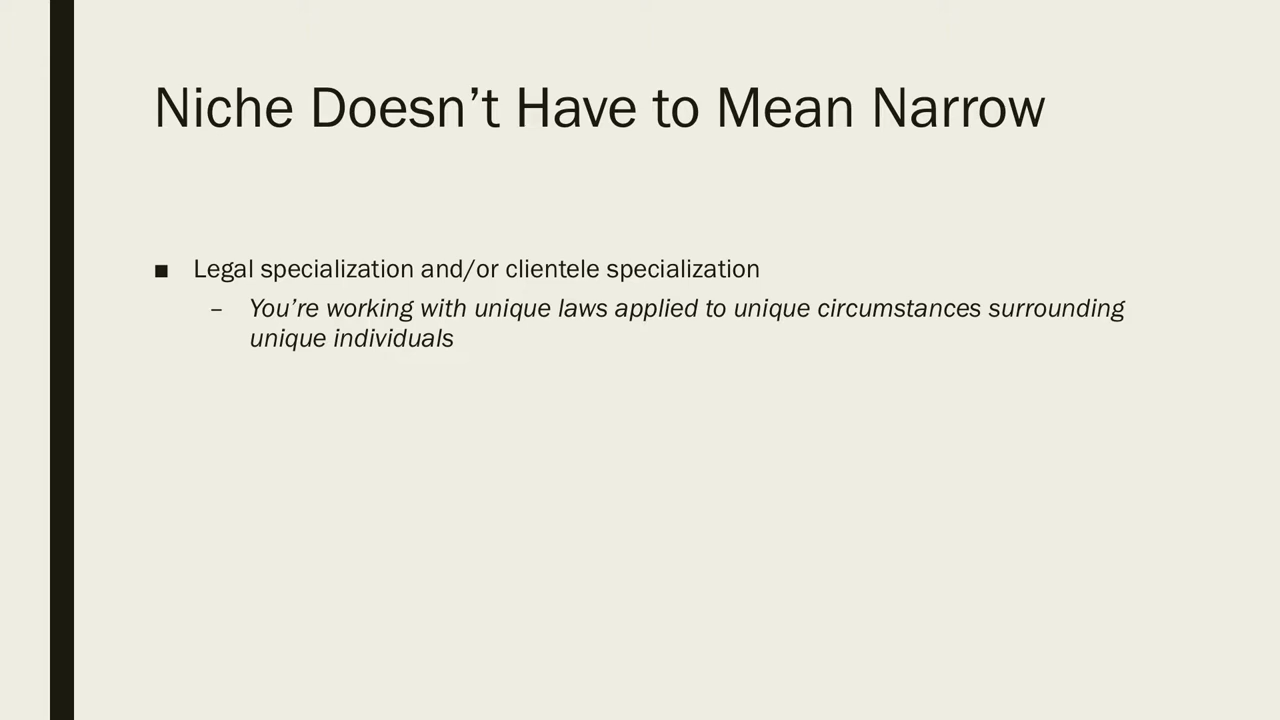 Niche Doesn’t Have to Mean Narrow
■ Legal specialization and/or clientele specialization
– You’re working with unique laws applied to unique circumstances surrounding
unique individuals